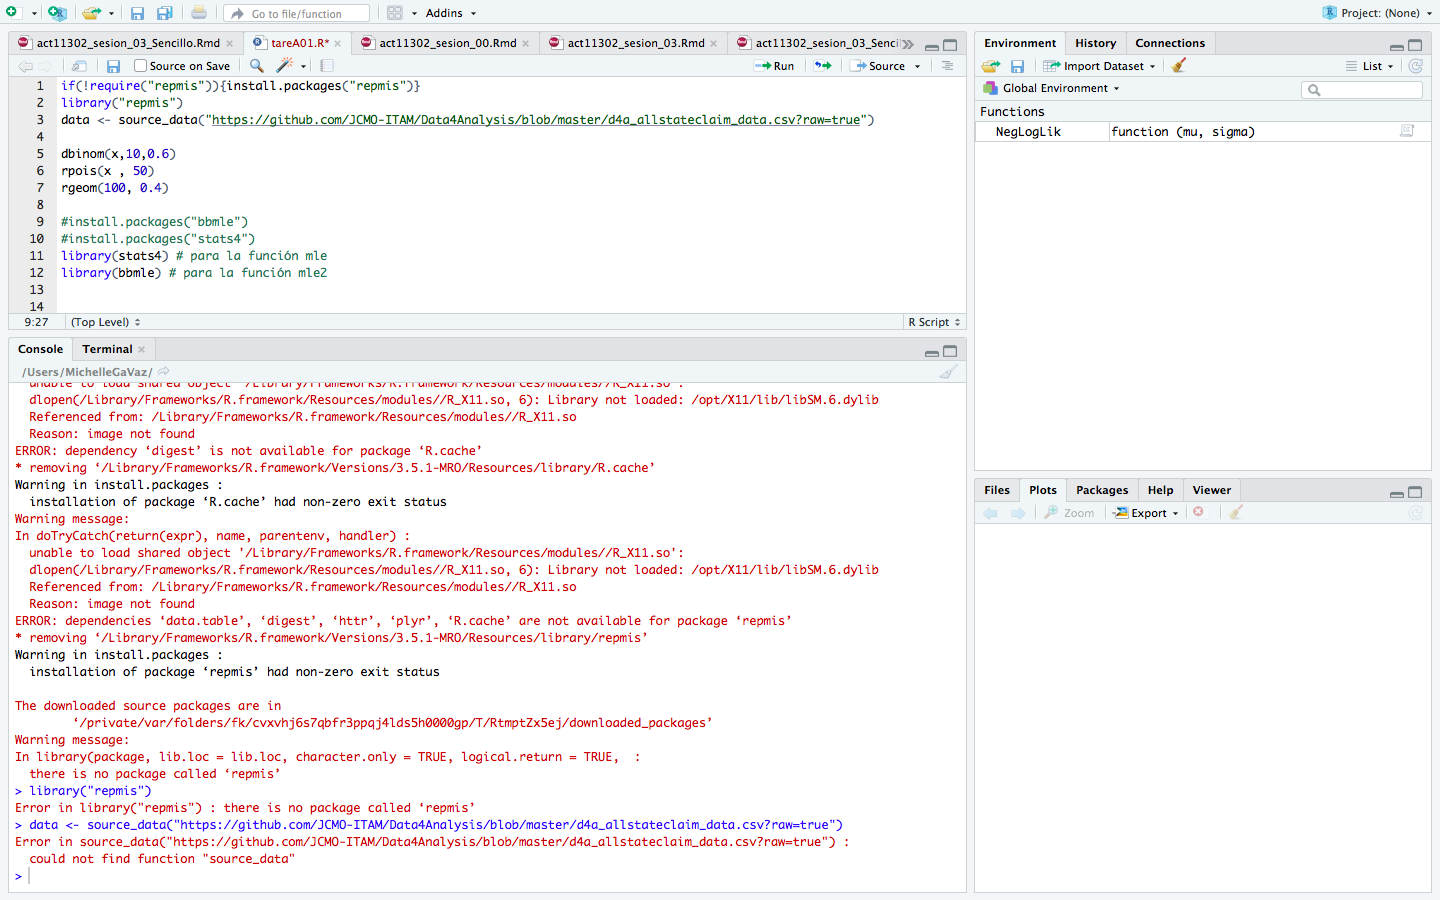 Go to file/function
Addins
Project: (None)
act11302_sesion_03_Sencillo.Rmd
tareA01.R*
act11302_sesion_00.Rmd
act11302_sesion_03.Rmd
act11302_sesion_03_Senci
Source on Save
Run
Source
1 if(!require("repmis")){install.packages("repmis")}
2 library("repmis")
3 data <- source_data("https://github.com/JCMO-ITAM/Data4Analysis/blob/master/d4a_allstateclaim_data.csv?raw=true")
4
5 dbinom(x,10,0.6)
6 rpois(x , 50)
7 rgeom(100, 0.4)
8
9 #install.packages("bbmle")
10 #install.packages("stats4")
11 library(stats4) # para la función mle
12 library(bbmle) # para la función mle2
13
14
9:27 (Top Level) R Script
Console Terminal
/Users/MichelleGaVaz/
unable to load shared object '/Library/Frameworks/R.framework/Resources/modules//R_X11.so':
dlopen(/Library/Frameworks/R.framework/Resources/modules//R_X11.so, 6): Library not loaded: /opt/X11/lib/libSM.6.dylib
Referenced from: /Library/Frameworks/R.framework/Resources/modules//R_X11.so
Reason: image not found
ERROR: dependency ‘digest’ is not available for package ‘R.cache’
* removing ‘/Library/Frameworks/R.framework/Versions/3.5.1-MRO/Resources/library/R.cache’
Warning in install.packages :
installation of package ‘R.cache’ had non-zero exit status
Warning message:
In doTryCatch(return(expr), name, parentenv, handler) :
unable to load shared object '/Library/Frameworks/R.framework/Resources/modules//R_X11.so':
dlopen(/Library/Frameworks/R.framework/Resources/modules//R_X11.so, 6): Library not loaded: /opt/X11/lib/libSM.6.dylib
Referenced from: /Library/Frameworks/R.framework/Resources/modules//R_X11.so
Reason: image not found
ERROR: dependencies ‘data.table’, ‘digest’, ‘httr’, ‘plyr’, ‘R.cache’ are not available for package ‘repmis’
* removing ‘/Library/Frameworks/R.framework/Versions/3.5.1-MRO/Resources/library/repmis’
Warning in install.packages :
installation of package ‘repmis’ had non-zero exit status
The downloaded source packages are in
‘/private/var/folders/fk/cvxvhj6s7qbfr3ppqj4lds5h0000gp/T/RtmptZx5ej/downloaded_packages’
Warning message:
In library(package, lib.loc = lib.loc, character.only = TRUE, logical.return = TRUE,  :
there is no package called ‘repmis’
> library("repmis")
Error in library("repmis") : there is no package called ‘repmis’
> data <- source_data("https://github.com/JCMO-ITAM/Data4Analysis/blob/master/d4a_allstateclaim_data.csv?raw=true")
Error in source_data("https://github.com/JCMO-ITAM/Data4Analysis/blob/master/d4a_allstateclaim_data.csv?raw=true") :
could not find function "source_data"
>
Environment History Connections
Import Dataset List
Global Environment
Functions
NegLogLik function (mu, sigma)
Files Plots Packages Help Viewer
Zoom Export